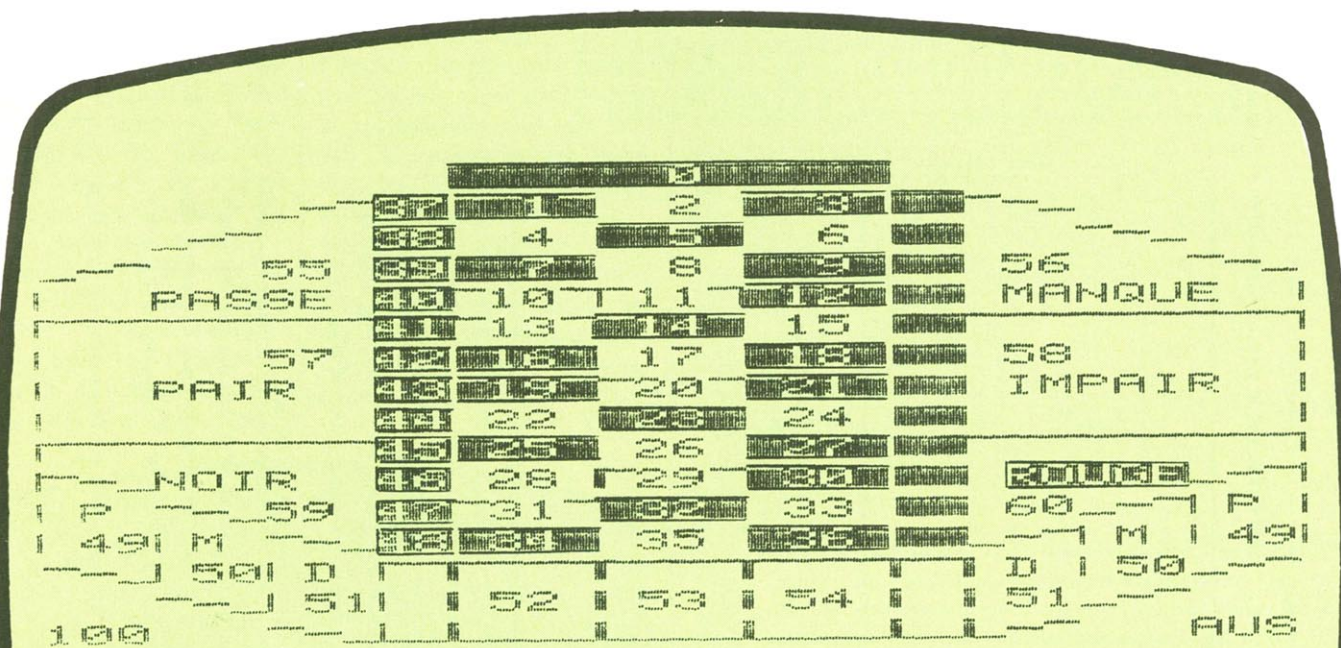 0
37 1 2 3
38 4 5 6
55 39 7 8 9 56
PASSE 40 10 11 12 MANQUE
41 13 14 15
57 42 16 17 18 58
PAIR 43 19 20 21 IMPAIR
44 22 23 24
45 25 26 27
NOIR 46 28 29 30 ROUGE
P 59 47 31 32 33 60 P
49 M 48 34 35 36 M 49
50 D D 50
51 52 53 54 51
100 AUS